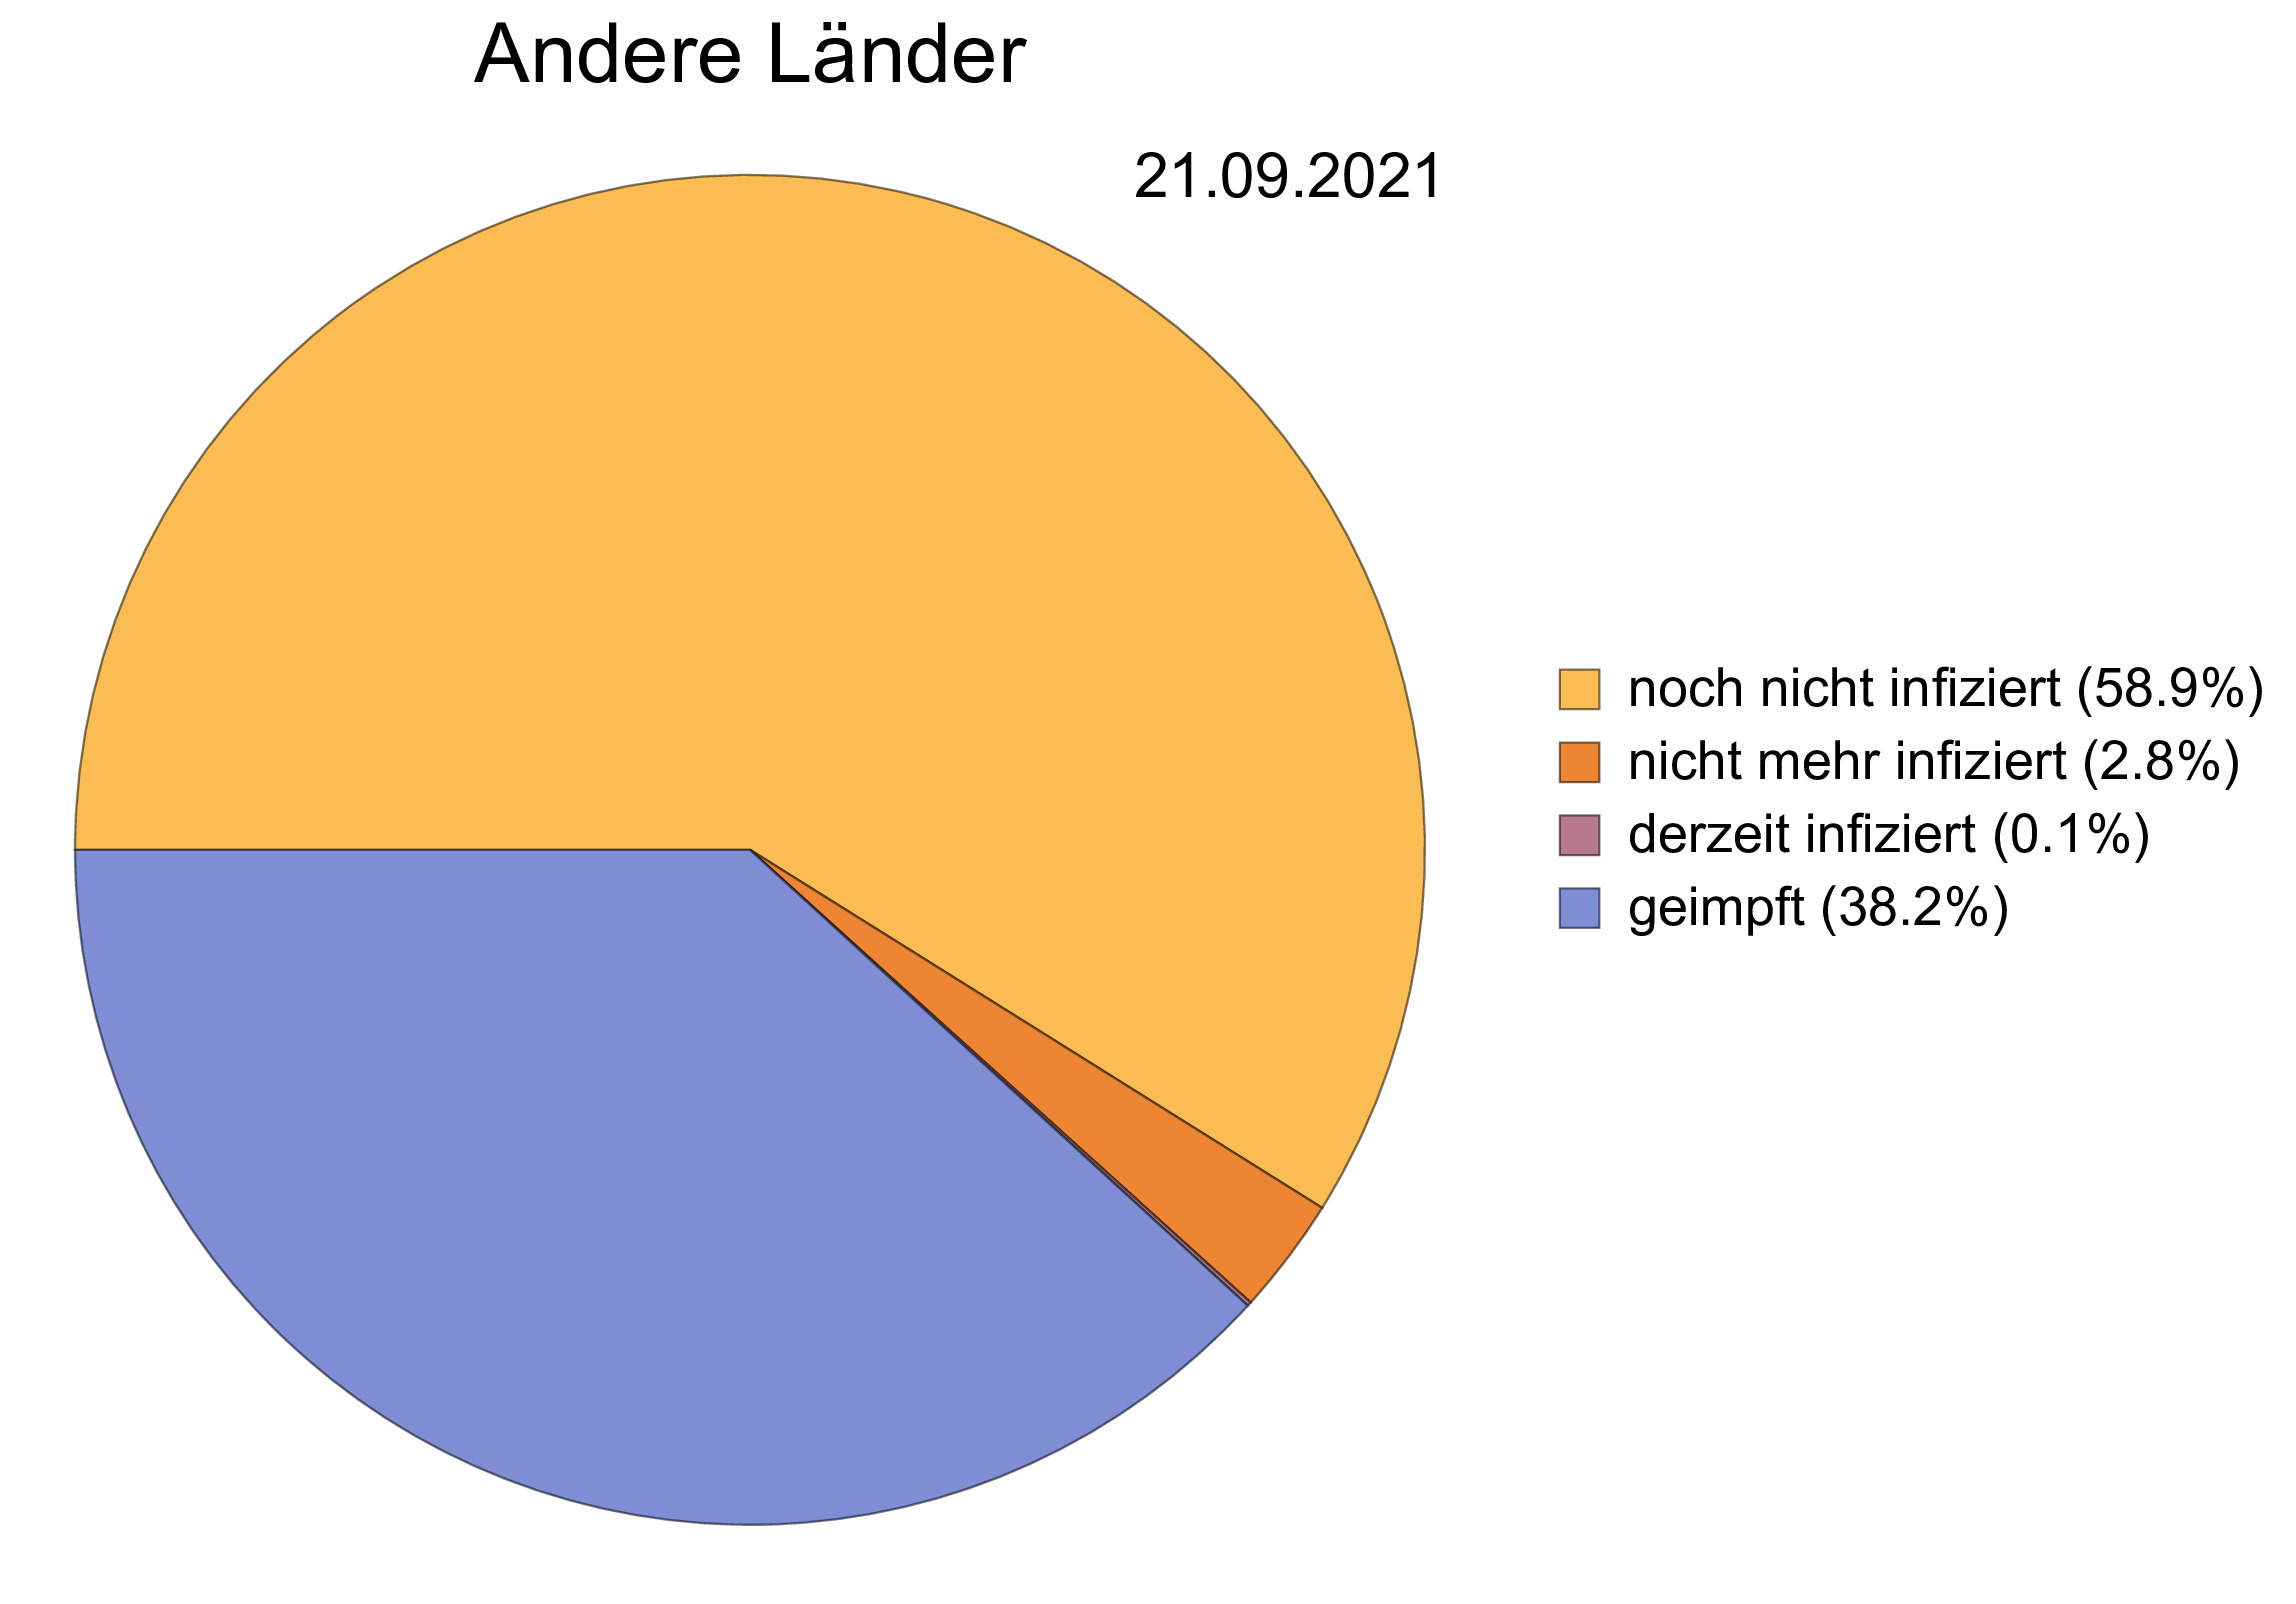 Andere Länder
21.09.2021
noch nicht infiziert (58.9%)
nicht mehr infiziert (2.8%)
derzeit infiziert (0.1%)
geimpft (38.2%)